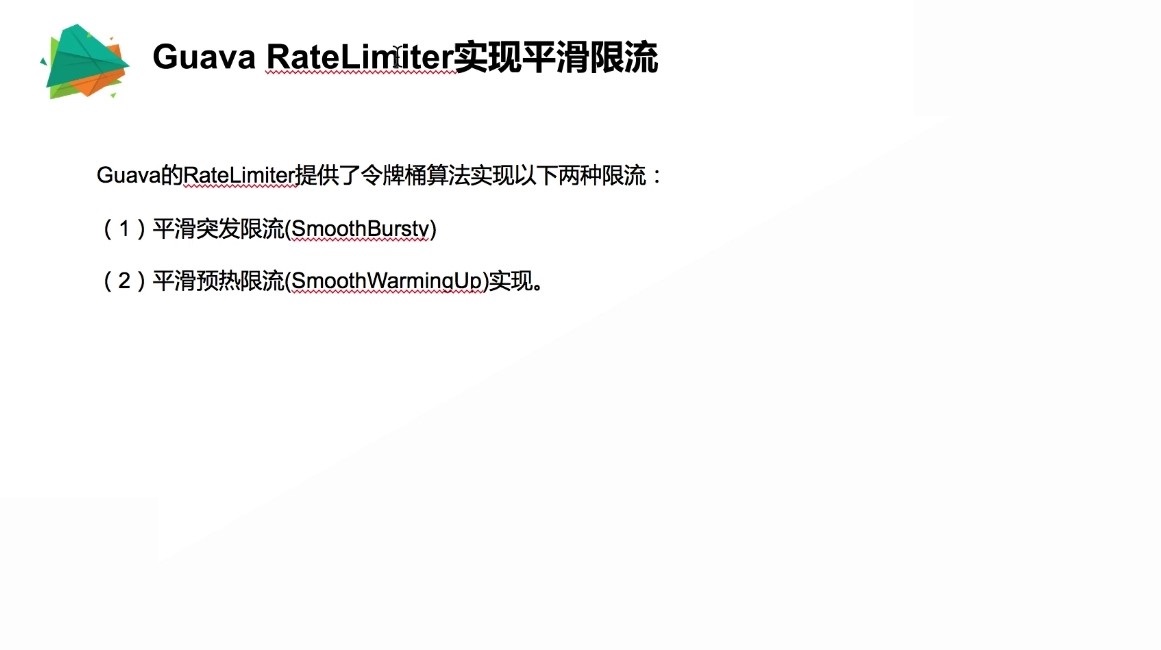 Guava RateLimiter实现平滑限流
Guava的RateLimiter提供了令牌桶算法实现以下两种限流：
（1）平滑突发限流(SmoothBursty)
（2）平滑预热限流(SmoothWarmingUp)实现。